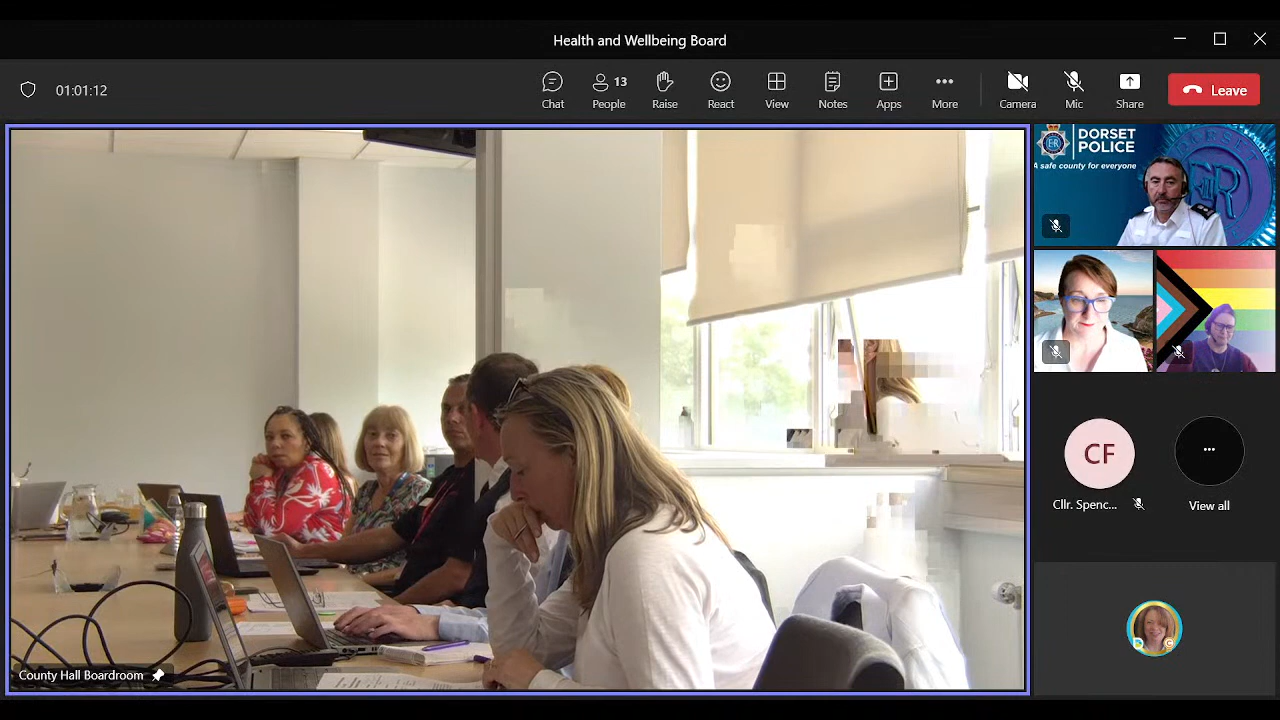 Health and Wellbeing Board
01:01:12
Chat
People 13
Raise
React
View
Notes
Apps
More
Camera
Mic
Share
Leave
DORSET
POLICE
A safe county for everyone
CF
Cllr. Spenc...
View all
County Hall Boardroom